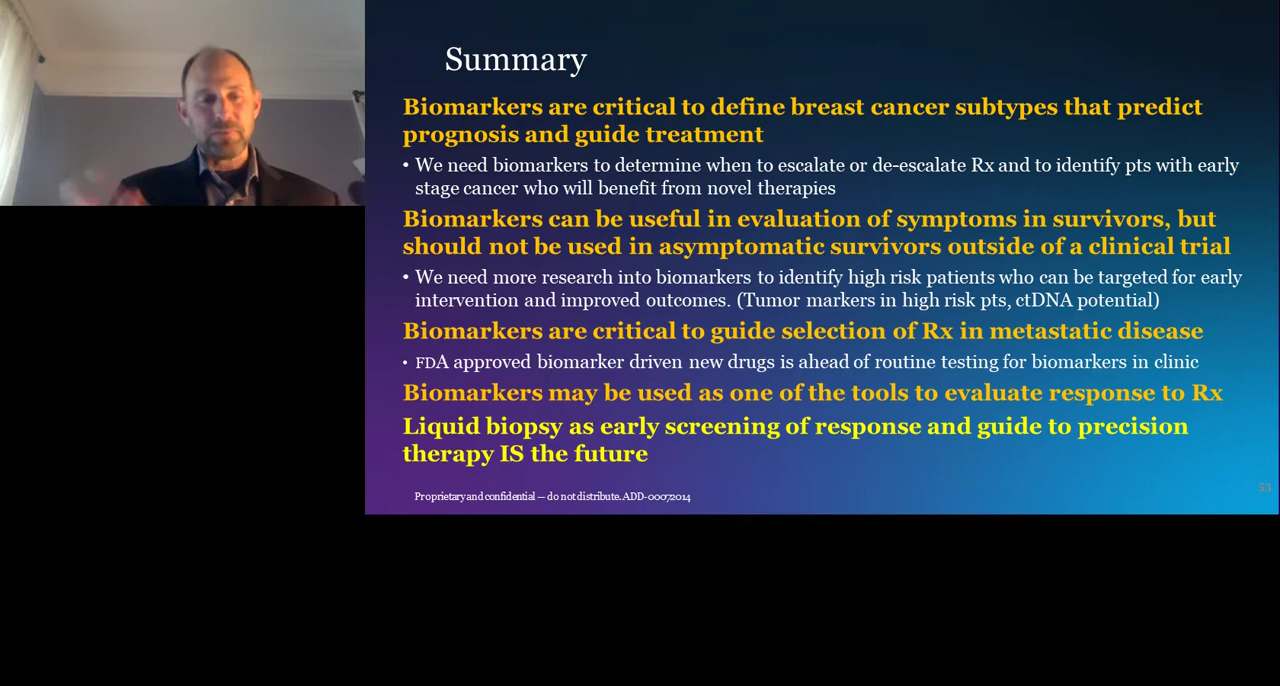 Summary
Biomarkers are critical to define breast cancer subtypes that predict
prognosis and guide treatment
• We need biomarkers to determine when to escalate or de-escalate Rx and to identify pts with early
stage cancer who will benefit from novel therapies
Biomarkers can be useful in evaluation of symptoms in survivors, but
should not be used in asymptomatic survivors outside of a clinical trial
• We need more research into biomarkers to identify high risk patients who can be targeted for early
intervention and improved outcomes. (Tumor markers in high risk pts, ctDNA potential)
Biomarkers are critical to guide selection of Rx in metastatic disease
• FDA approved biomarker driven new drugs is ahead of routine testing for biomarkers in clinic
Biomarkers may be used as one of the tools to evaluate response to Rx
Liquid biopsy as early screening of response and guide to precision
therapy IS the future
Proprietary and confidential — do not distribute. ADD-00072014
53